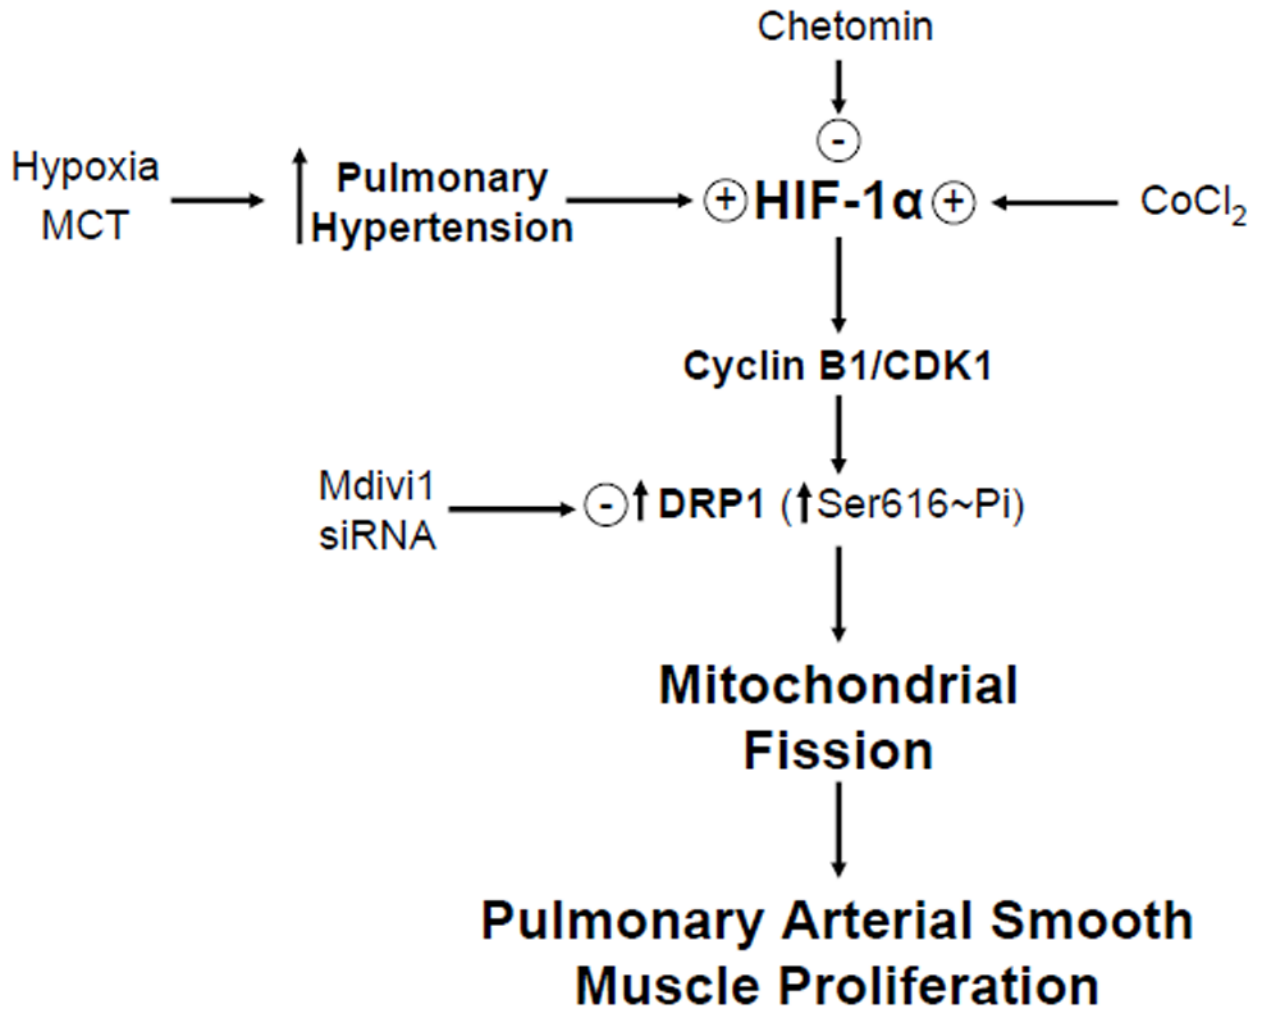 Chetomin
-
Hypoxia
MCT
Pulmonary
Hypertension
+ HIF-1α +
CoCl₂
Cyclin B1/CDK1
Mdivi1
siRNA
- ↑ DRP1 (↑Ser616~Pi)
Mitochondrial
Fission
Pulmonary Arterial Smooth
Muscle Proliferation